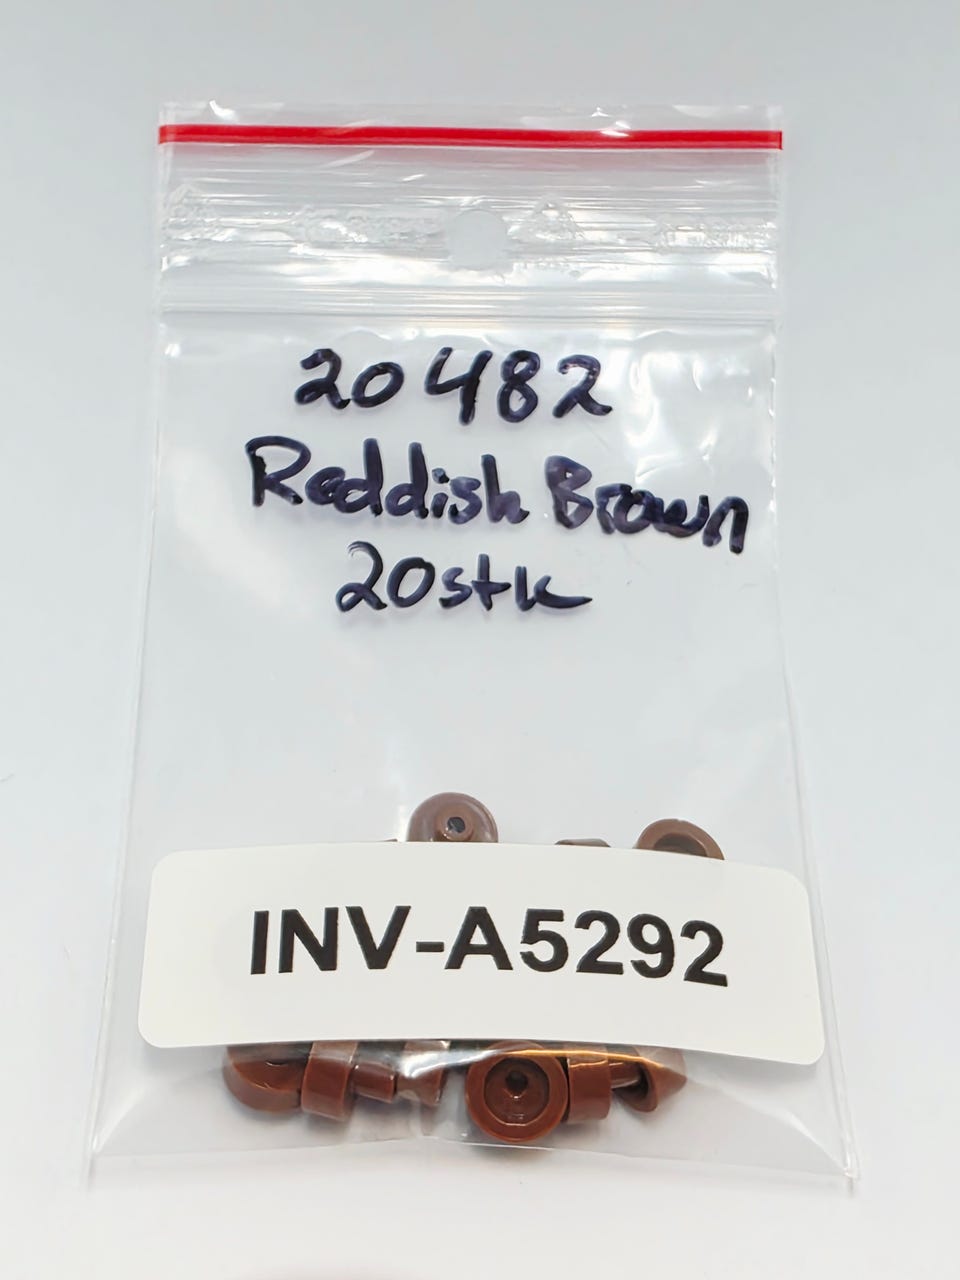 20482
Reddish Brown
20stk
INV-A5292